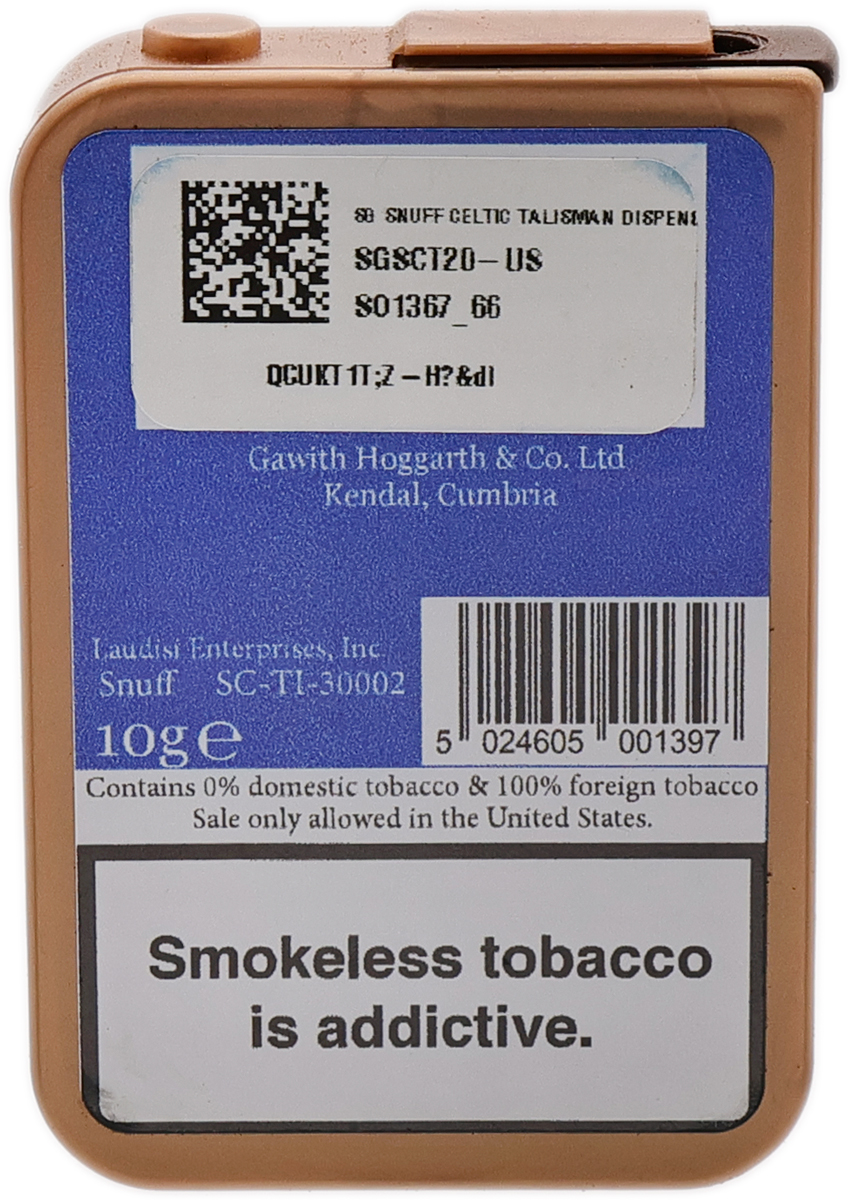 SG SNUFF CELTIC TALISMAN DISPENS
SGSCT20-US
SO1367_66
QCUKT1T;Z-H?&dI
Gawith Hoggarth & Co. Ltd
Kendal, Cumbria
Laudisi Enterprises, Inc
Snuff SC-TI-30002
10g℮
5 024605 001397
Contains 0% domestic tobacco & 100% foreign tobacco
Sale only allowed in the United States.
Smokeless tobacco
is addictive.